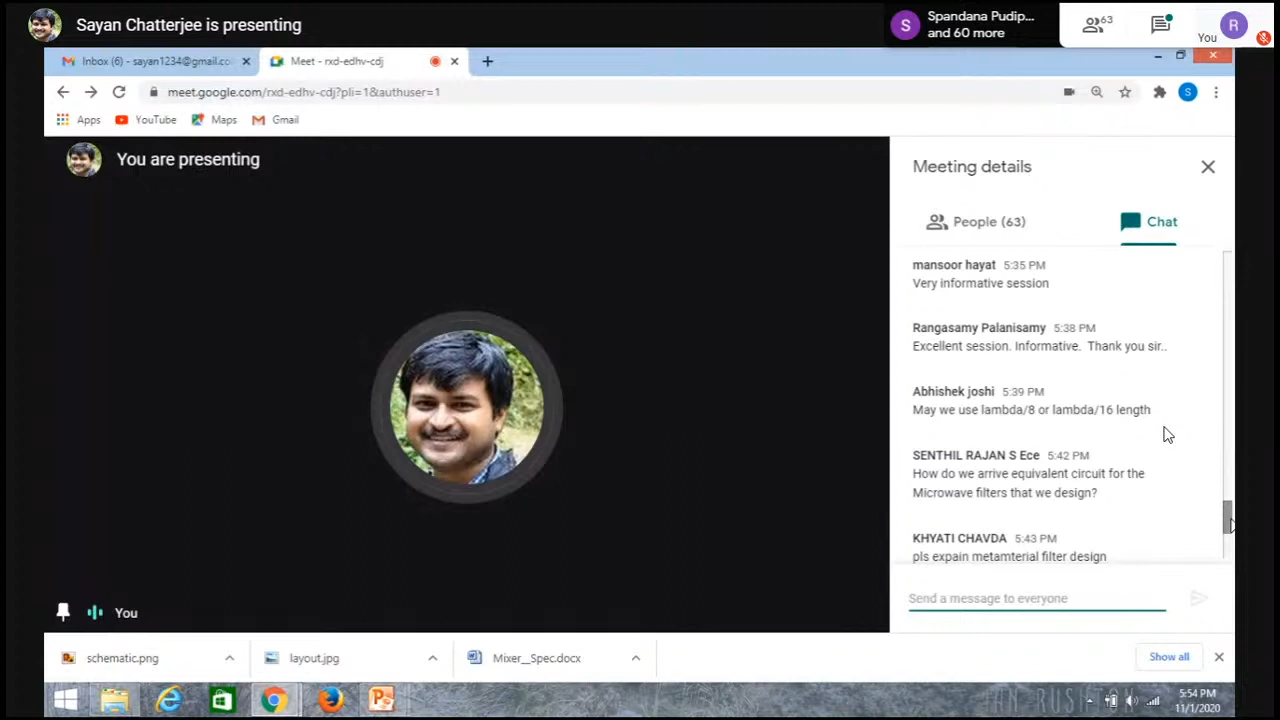 Sayan Chatterjee is presenting
S
Spandana Pudip...
and 60 more
63
You
R
Inbox (6) - sayan1234@gmail.co
Meet - rxd-edhv-cdj
meet.google.com/rxd-edhv-cdj?pli=1&authuser=1
S
Apps
YouTube
Maps
Gmail
You are presenting
Meeting details
People (63)
Chat
mansoor hayat 5:35 PM
Very informative session
Rangasamy Palanisamy 5:38 PM
Excellent session. Informative. Thank you sir..
Abhishek joshi 5:39 PM
May we use lambda/8 or lambda/16 length
SENTHIL RAJAN S Ece 5:42 PM
How do we arrive equivalent circuit for the
Microwave filters that we design?
KHYATI CHAVDA 5:43 PM
pls expain metamterial filter design
Send a message to everyone
You
schematic.png
layout.jpg
Mixer__Spec.docx
Show all
5:54 PM
11/1/2020